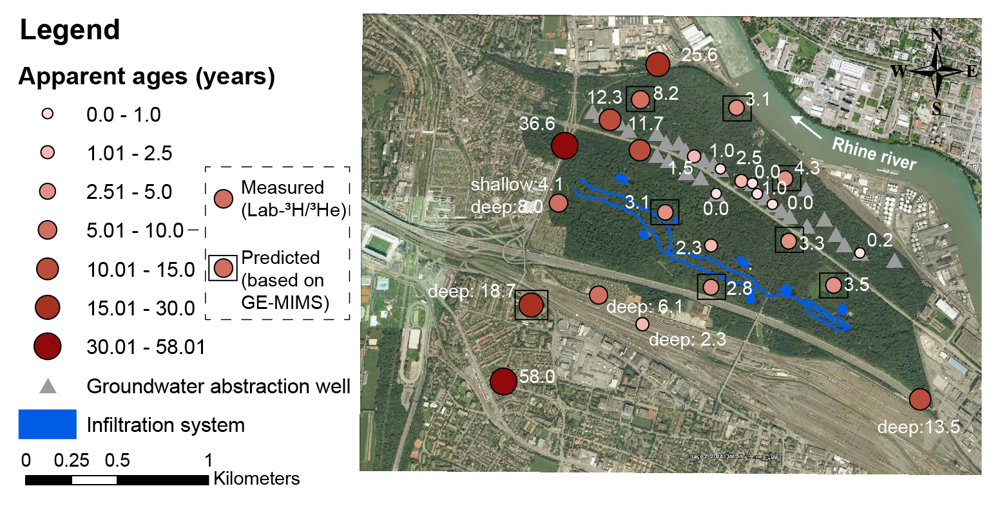 Legend
Apparent ages (years)
0.0 - 1.0
1.01 - 2.5
2.51 - 5.0
5.01 - 10.0
10.01 - 15.0
15.01 - 30.0
30.01 - 58.01
Measured
(Lab-³H/³He)
Predicted
(based on
GE-MIMS)
Groundwater abstraction well
Infiltration system
0 0.25 0.5 1
Kilometers
N
W E
S
25.6
12.3
8.2
3.1
36.6
11.7
Rhine river
1.0
2.5
1.5
0.0
4.3
shallow:4.1
deep:8.0
1.0
3.1
0.0
0.0
2.3
3.3
0.2
deep: 18.7
2.8
3.5
deep: 6.1
deep: 2.3
58.0
deep:13.5
Image © 2014